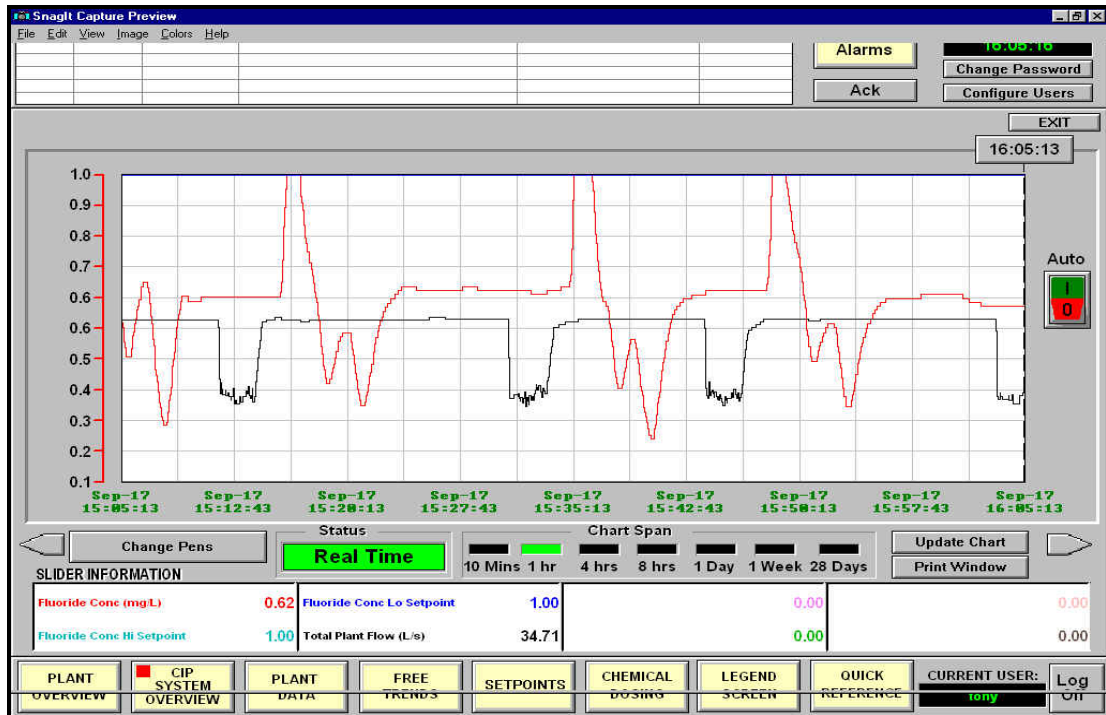 SnagIt Capture Preview
File Edit View Image Colors Help
Alarms
16:05:16
Change Password
Ack
Configure Users
EXIT
16:05:13
1.0
0.9
0.8
0.7
0.6
0.6
0.5
0.4
0.3
0.2
0.1
Auto
I
0
Sep-17 Sep-17 Sep-17 Sep-17 Sep-17 Sep-17 Sep-17 Sep-17 Sep-17
15:05:13 15:12:43 15:20:13 15:27:43 15:35:13 15:42:43 15:50:13 15:57:43 16:05:13
Change Pens
Status
Real Time
Chart Span
10 Mins 1 hr 4 hrs 8 hrs 1 Day 1 Week 28 Days
Update Chart
Print Window
SLIDER INFORMATION
Fluoride Conc (mg/L) 0.62 Fluoride Conc Lo Setpoint 1.00 0.00 0.00
Fluoride Conc Hi Setpoint 1.00 Total Plant Flow (L/s) 34.71 0.00 0.00
PLANT OVERVIEW
CIP SYSTEM OVERVIEW
PLANT DATA
FREE TRENDS
SETPOINTS
CHEMICAL DOSING
LEGEND SCREEN
QUICK REFERENCE
CURRENT USER:
Tony
Log Off